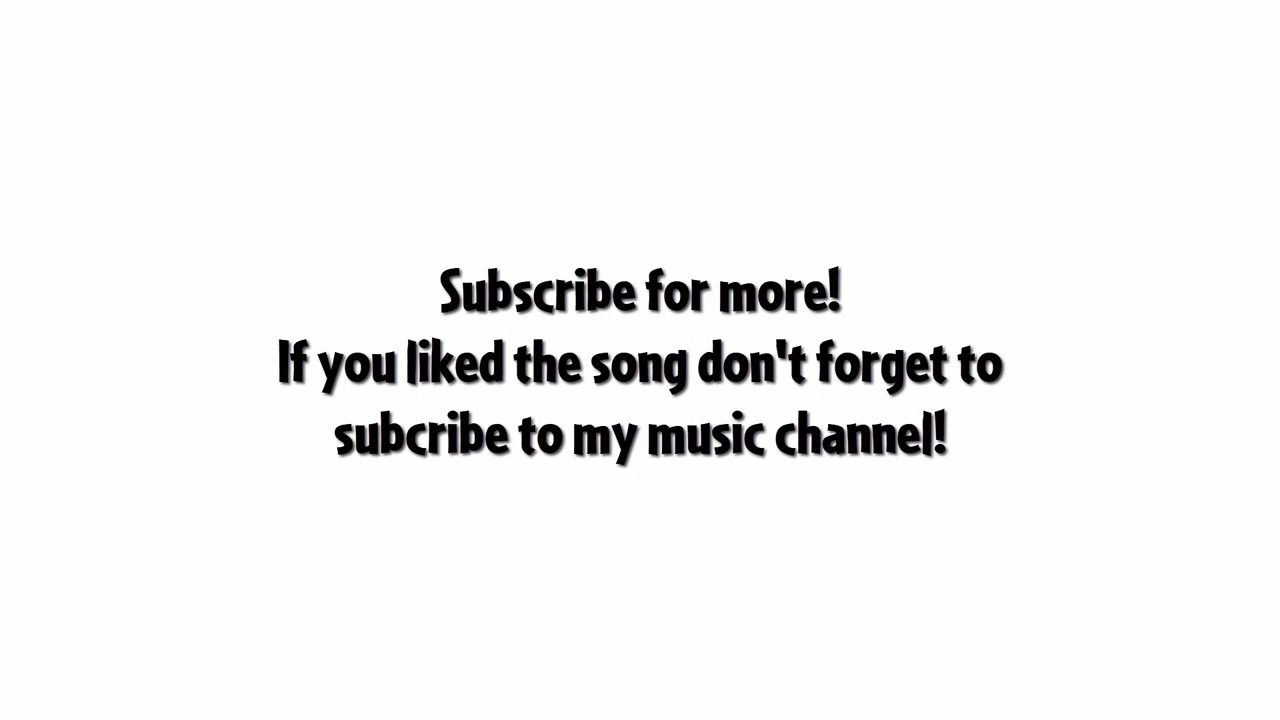 Subscribe for more!
If you liked the song don't forget to
subcribe to my music channel!